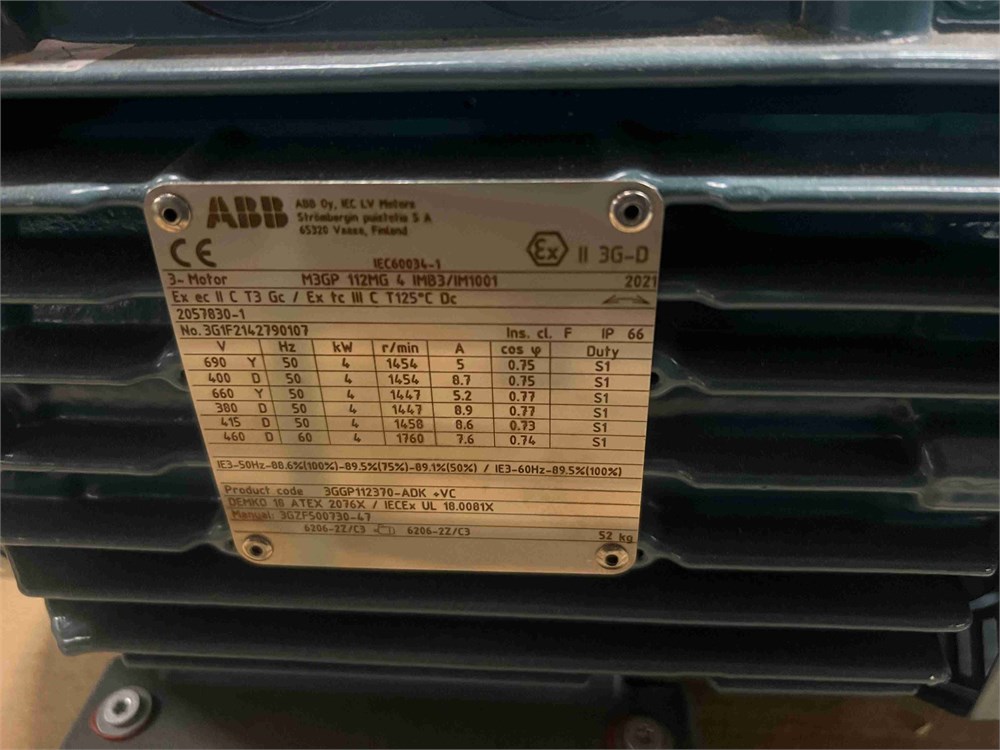 ABB ABB Oy, IEC LV Motors
Strömbergin puistotie 5 A
65320 Vaasa, Finland
CE Ex II 3G-D
IEC60034-1
3~ Motor M3GP 112MG 4 IMB3/IM1001 2021
Ex ec II C T3 Gc / Ex tc III C T125°C Dc
2057830-1
No. 3G1F2142790107 Ins. cl. F IP 66
V Hz kW r/min A cos φ Duty
690 Y 50 4 1454 5 0.75 S1
400 D 50 4 1454 8.7 0.75 S1
660 Y 50 4 1447 5.2 0.77 S1
380 D 50 4 1447 8.9 0.77 S1
415 D 50 4 1458 8.6 0.73 S1
460 D 60 4 1760 7.6 0.74 S1
IE3-50Hz-88.6%(100%)-89.5%(75%)-89.1%(50%) / IE3-60Hz-89.5%(100%)
Product code 3GGP112370-ADK +VC
DEMKO 18 ATEX 2076X / IECEx UL 18.0081X
Manual: 3GZF500730-47
6206-2Z/C3 6206-2Z/C3 52 kg